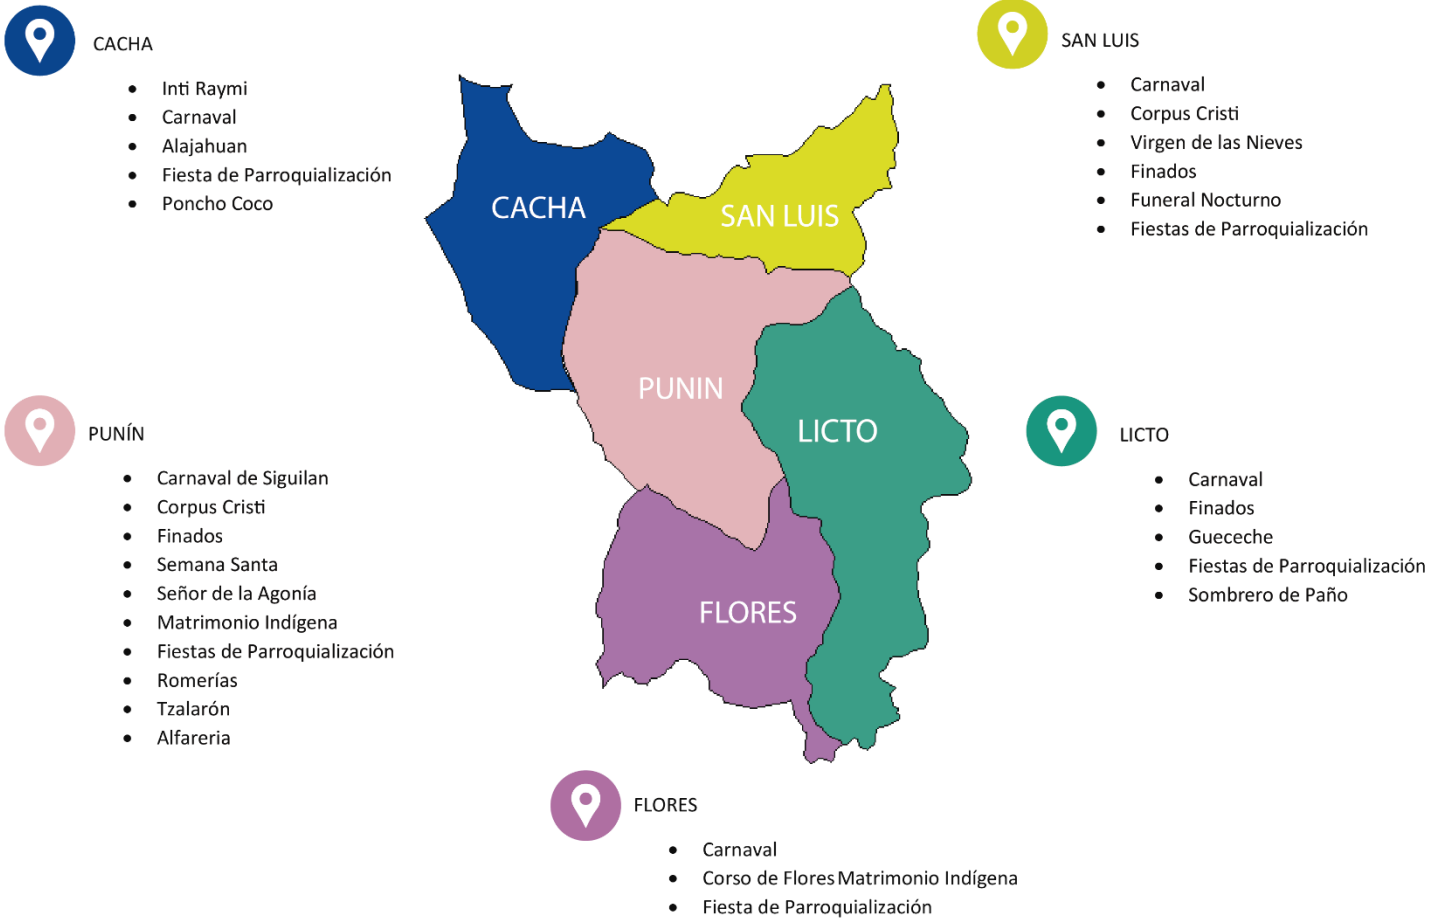 CACHA
• Inti Raymi
• Carnaval
• Alajahuan
• Fiesta de Parroquialización
• Poncho Coco
SAN LUIS
• Carnaval
• Corpus Cristi
• Virgen de las Nieves
• Finados
• Funeral Nocturno
• Fiestas de Parroquialización
CACHA
SAN LUIS
PUNIN
LICTO
FLORES
PUNÍN
• Carnaval de Siguilan
• Corpus Cristi
• Finados
• Semana Santa
• Señor de la Agonía
• Matrimonio Indígena
• Fiestas de Parroquialización
• Romerías
• Tzalarón
• Alfareria
LICTO
• Carnaval
• Finados
• Gueceche
• Fiestas de Parroquialización
• Sombrero de Paño
FLORES
• Carnaval
• Corso de Flores Matrimonio Indígena
• Fiesta de Parroquialización